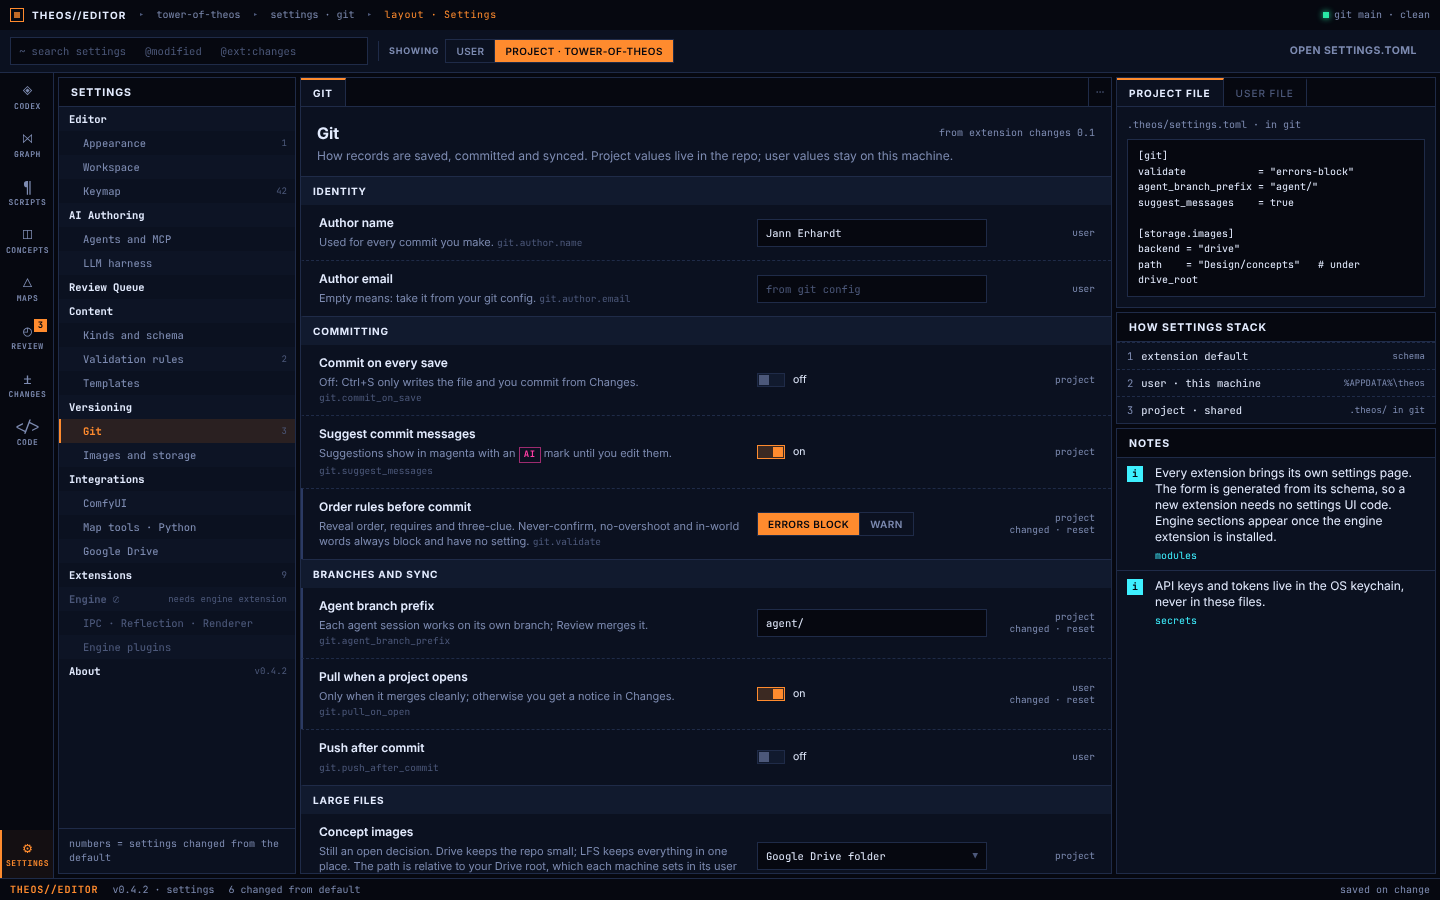 THEOS//EDITOR ▸ tower-of-theos ▸ settings · git ▸ layout · Settings
git main · clean
~ search settings @modified @ext:changes
SHOWING USER PROJECT · TOWER-OF-THEOS
OPEN SETTINGS.TOML
CODEX
GRAPH
¶
SCRIPTS
CONCEPTS
MAPS
3
REVIEW
±
CHANGES
</>
CODE
SETTINGS
SETTINGS
Editor
Appearance 1
Workspace
Keymap 42
AI Authoring
Agents and MCP
LLM harness
Review Queue
Content
Kinds and schema
Validation rules 2
Templates
Versioning
Git 3
Images and storage
Integrations
ComfyUI
Map tools · Python
Google Drive
Extensions 9
Engine ∅ needs engine extension
IPC · Reflection · Renderer
Engine plugins
About v0.4.2
numbers = settings changed from the
default
GIT
⋯
Git
from extension changes 0.1
How records are saved, committed and synced. Project values live in the repo; user values stay on this machine.
IDENTITY
Author name
Used for every commit you make. git.author.name
Jann Erhardt
user
Author email
Empty means: take it from your git config. git.author.email
from git config
user
COMMITTING
Commit on every save
Off: Ctrl+S only writes the file and you commit from Changes.
git.commit_on_save
off
project
Suggest commit messages
Suggestions show in magenta with an AI mark until you edit them.
git.suggest_messages
on
project
Order rules before commit
Reveal order, requires and three-clue. Never-confirm, no-overshoot and in-world
words always block and have no setting. git.validate
ERRORS BLOCK WARN
project
changed · reset
BRANCHES AND SYNC
Agent branch prefix
Each agent session works on its own branch; Review merges it.
git.agent_branch_prefix
agent/
project
changed · reset
Pull when a project opens
Only when it merges cleanly; otherwise you get a notice in Changes.
git.pull_on_open
on
user
changed · reset
Push after commit
git.push_after_commit
off
user
LARGE FILES
Concept images
Still an open decision. Drive keeps the repo small; LFS keeps everything in one
place. The path is relative to your Drive root, which each machine sets in its user
Google Drive folder ▼
project
PROJECT FILE USER FILE
.theos/settings.toml · in git
[git]
validate = "errors-block"
agent_branch_prefix = "agent/"
suggest_messages = true
[storage.images]
backend = "drive"
path = "Design/concepts" # under
drive_root
HOW SETTINGS STACK
1 extension default schema
2 user · this machine %APPDATA%\theos
3 project · shared .theos/ in git
NOTES
i
Every extension brings its own settings page.
The form is generated from its schema, so a
new extension needs no settings UI code.
Engine sections appear once the engine
extension is installed.
modules
i
API keys and tokens live in the OS keychain,
never in these files.
secrets
THEOS//EDITOR v0.4.2 · settings 6 changed from default
saved on change